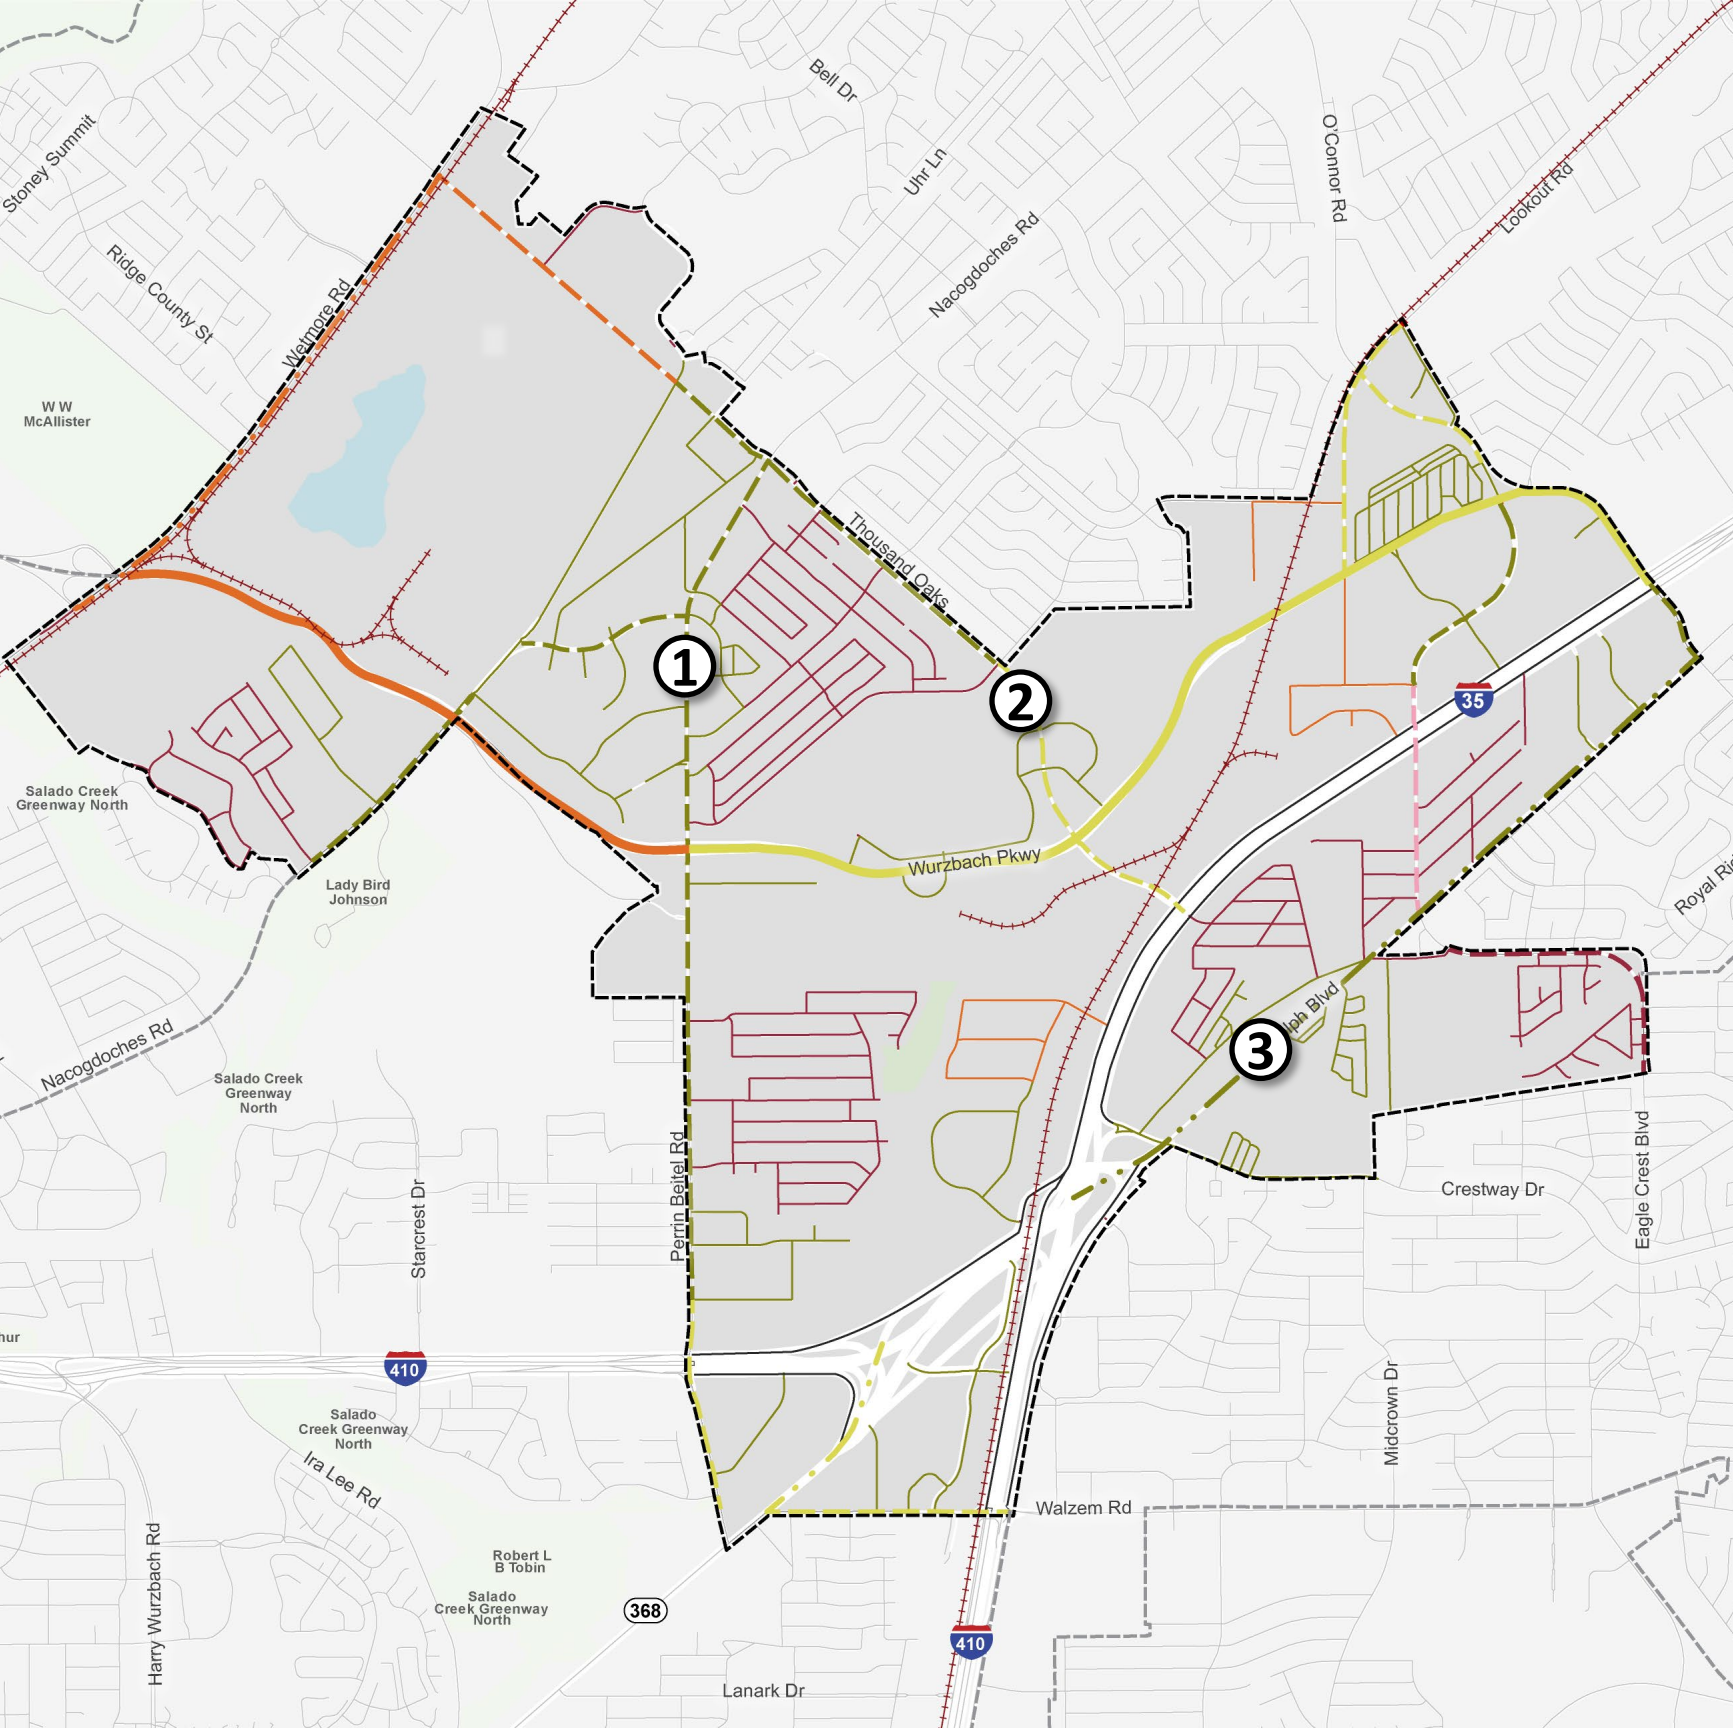 Bell Dr
Stoney Summit
Uhr Ln
O'Connor Rd
Lookout Rd
Nacogdoches Rd
Ridge County St
Wetmore Rd
W W
McAllister
Thousand Oaks
1
2
35
Salado Creek
Greenway North
Wurzbach Pkwy
Lady Bird
Johnson
Royal Ri
lph Blvd
3
Nacogdoches Rd
Salado Creek
Greenway
North
Perrin Beitel Rd
Starcrest Dr
Crestway Dr
Eagle Crest Blvd
hur
410
Salado
Creek Greenway
North
Ira Lee Rd
Midcrown Dr
Walzem Rd
Harry Wurzbach Rd
Robert L
B Tobin
Salado
Creek Greenway
North
368
410
Lanark Dr